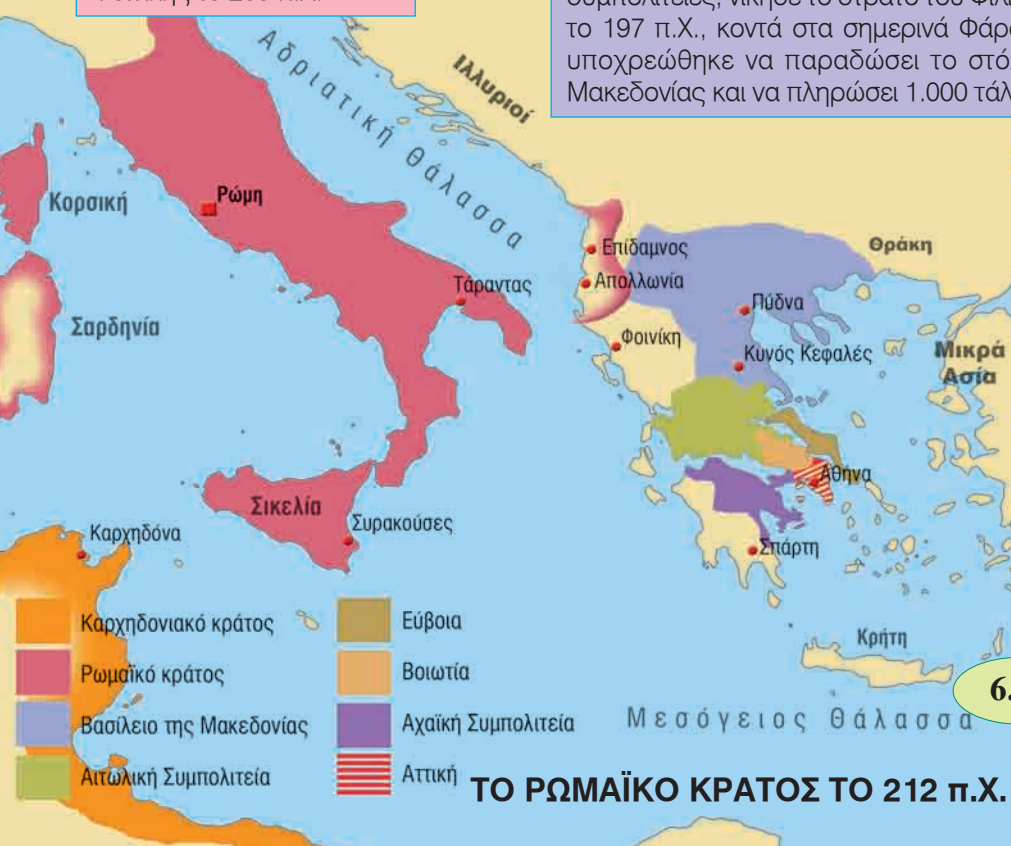 το 197 π.Χ., κοντά στα σημερινά
υποχρεώθηκε να παραδώσει το
Μακεδονίας και να πληρώσει 1.000
Αδριατική Θάλασσα
Ιλλυριοί
Κορσική
Ρώμη
Επίδαμνος
Θράκη
Απολλωνία
Τάραντας
Πύδνα
Σαρδηνία
Φοινίκη
Κυνός Κεφαλές
Μικρά
Ασία
Αθήνα
Σικελία
Συρακούσες
Καρχηδόνα
Σπάρτη
Καρχηδονιακό κράτος
Εύβοια
Κρήτη
Ρωμαϊκό κράτος
Βοιωτία
6.
Βασίλειο της Μακεδονίας
Αχαϊκή Συμπολιτεία
Μεσόγειος Θάλασσα
Αιτωλική Συμπολιτεία
Αττική
ΤΟ ΡΩΜΑΪΚΟ ΚΡΑΤΟΣ ΤΟ 212 π.Χ.